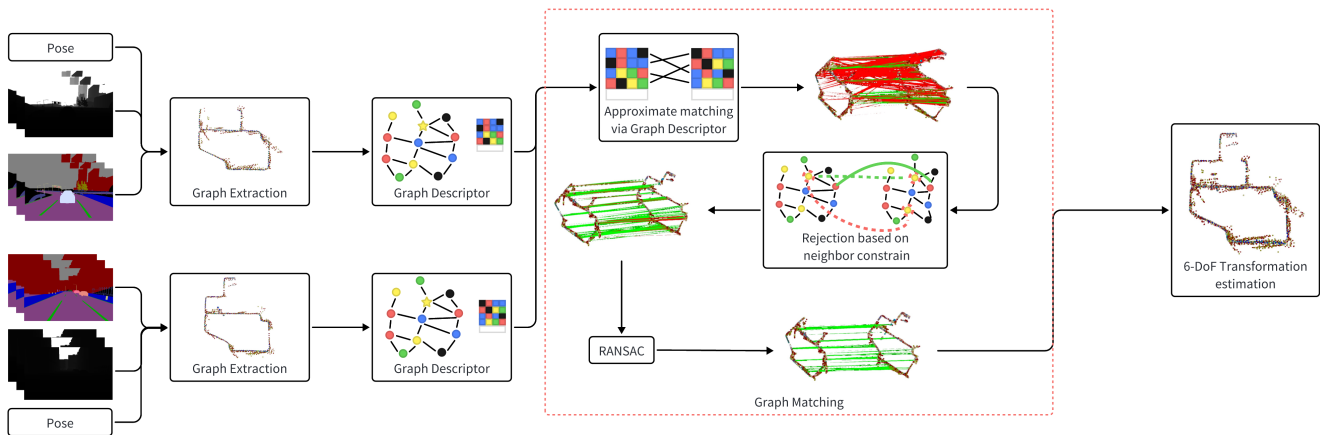 Pose
Graph Extraction
Graph Descriptor
Approximate matching
via Graph Descriptor
Rejection based on
neighbor constrain
6-DoF Transformation
estimation
Graph Extraction
Graph Descriptor
RANSAC
Graph Matching
Pose